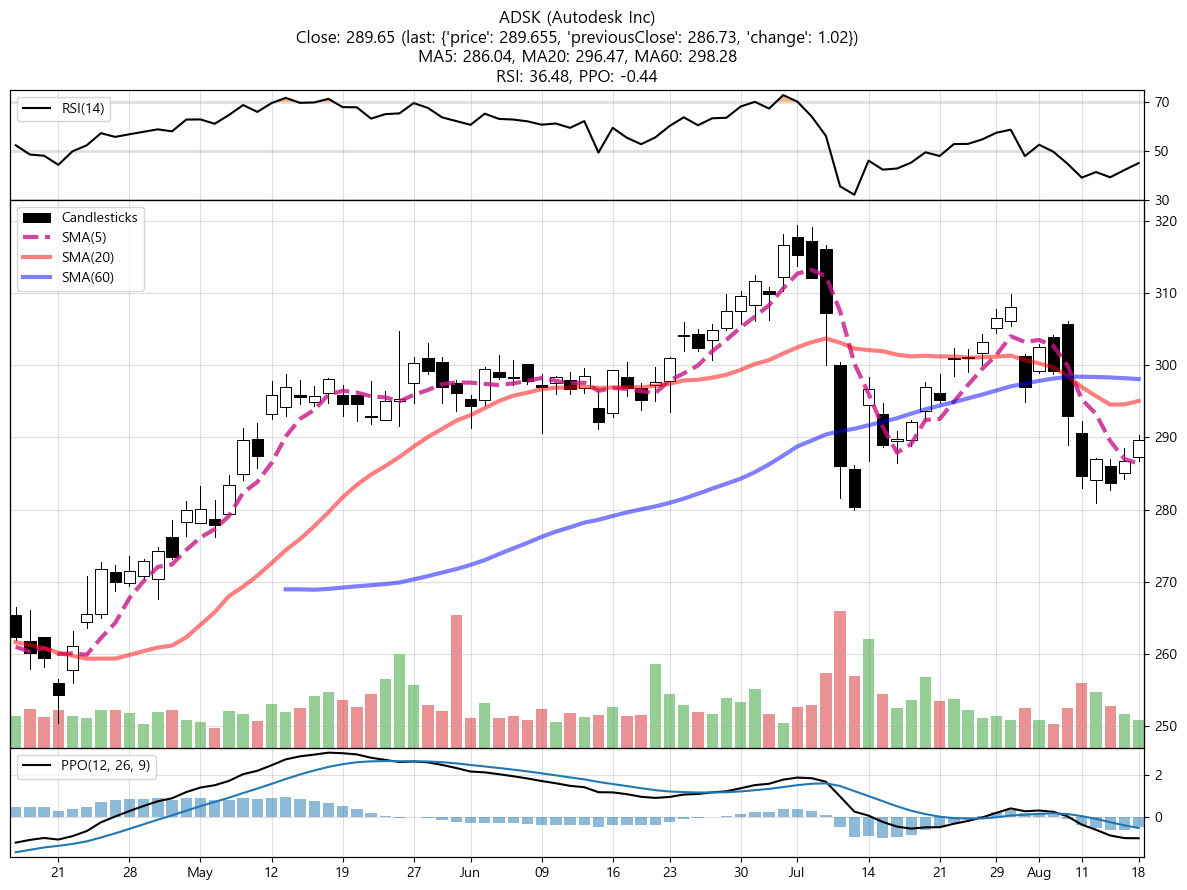 ADSK (Autodesk Inc)
Close: 289.65 (last: {'price': 289.655, 'previousClose': 286.73, 'change': 1.02})
MA5: 286.04, MA20: 296.47, MA60: 298.28
RSI: 36.48, PPO: -0.44
RSI(14)
70
50
30
Candlesticks
SMA(5)
SMA(20)
SMA(60)
320
310
300
290
280
270
260
250
PPO(12, 26, 9)
2
0
21 28 May 12 19 27 Jun 09 16 23 30 Jul 14 21 29 Aug 11 18